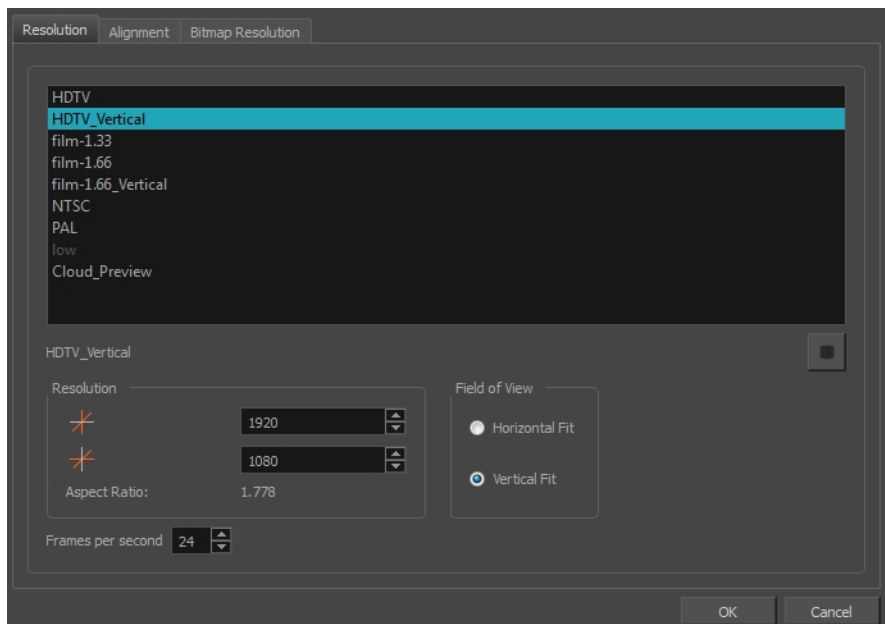 Resolution Alignment Bitmap Resolution
HDTV
HDTV_Vertical
film-1.33
film-1.66
film-1.66_Vertical
NTSC
PAL
low
Cloud_Preview
HDTV_Vertical
Resolution
1920
1080
Aspect Ratio: 1.778
Field of View
Horizontal Fit
Vertical Fit
Frames per second 24
OK Cancel